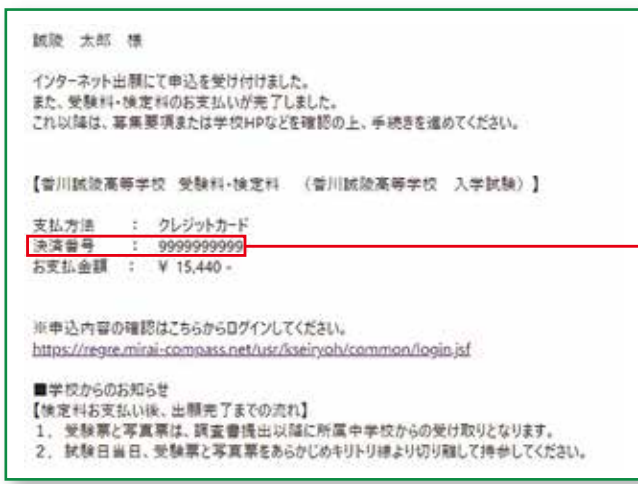 誠陵 太郎 様
インターネット出願にて申込を受け付けました。
また、受験料・検定料のお支払いが完了しました。
これ以降は、募集要項または学校HPなどを確認の上、手続きを進めてください。
【香川誠陵高等学校 受験料・検定料 （香川誠陵高等学校 入学試験）】
支払方法 ： クレジットカード
決済番号 ： 9999999999
お支払金額 ： ￥ 15,440 -
※申込内容の確認はこちらからログインしてください。
https://regre.mirai-compass.net/usr/kseiryoh/common/login.jsf
■学校からのお知らせ
【検定料お支払い後、出願完了までの流れ】
１．受験票と写真票は、調査書提出以降に所属中学校からの受け取りとなります。
２．試験日当日、受験票と写真票をあらかじめキリトリ線より切り離して持参してください。